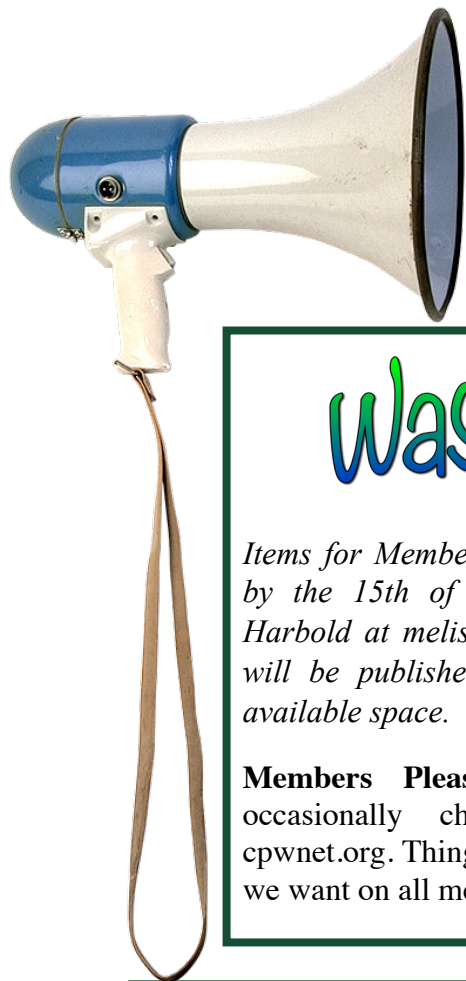 Was
Items for Membe
by the 15th of
Harbold at melis
will be publishe
available space.
Members Pleas
occasionally ch
cpwnet.org. Thing
we want on all mo